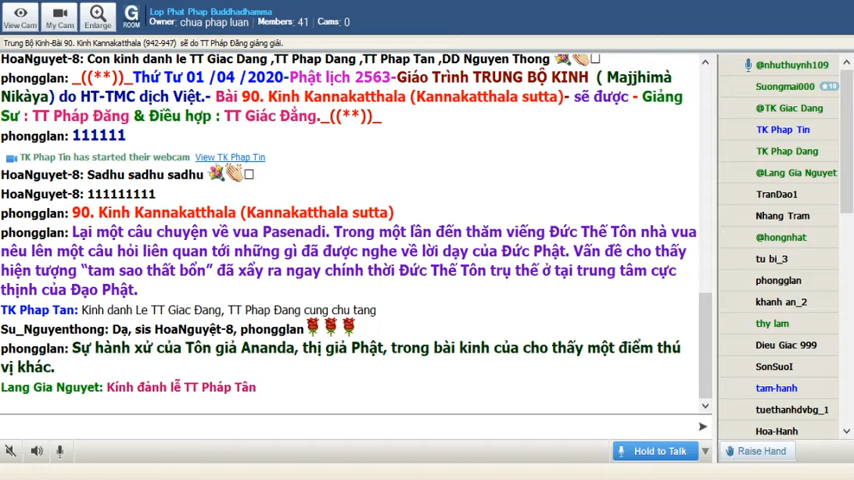 Lop Phat Phap Buddhadhamma
Owner: chua phap luan Members: 41 Cams: 0
View Cam
My Cam
Enlarge
G
ROOM
Trung Bộ Kinh-Bài 90. Kinh Kannakatthala (942-947) sẽ do TT Pháp Đăng giảng giải.
HoaNguyet-8: Con kinh danh le TT Giac Dang ,TT Phap Dang ,TT Phap Tan ,DD Nguyen Thong
phongglan: _((**))_Thứ Tư 01 /04 /2020-Phật lịch 2563-Giáo Trình TRUNG BỘ KINH ( Majjhimà
Nikàya) do HT-TMC dịch Việt.- Bài 90. Kinh Kannakatthala (Kannakatthala sutta)- sẽ được - Giảng
Sư : TT Pháp Đăng & Điều hợp : TT Giác Đẳng._((**))_
phongglan: 111111
TK Phap Tin has started their webcam View TK Phap Tin
HoaNguyet-8: Sadhu sadhu sadhu
HoaNguyet-8: 111111111
phongglan: 90. Kinh Kannakatthala (Kannakatthala sutta)
phongglan: Lại một câu chuyện về vua Pasenadi. Trong một lần đến thăm viếng Đức Thế Tôn nhà vua
nêu lên một câu hỏi liên quan tới những gì đã được nghe về lời dạy của Đức Phật. Vấn đề cho thấy
hiện tượng “tam sao thất bổn” đã xẩy ra ngay chính thời Đức Thế Tôn trụ thế ở tại trung tâm cực
thịnh của Đạo Phật.
TK Phap Tan: Kinh danh Le TT Giac Đang, TT Phap Đang cung chu tang
Su_Nguyenthong: Dạ, sis HoaNguyệt-8, phongglan
phongglan: Sự hành xử của Tôn giả Ananda, thị giả Phật, trong bài kinh của cho thấy một điểm thú
vị khác.
Lang Gia Nguyet: Kính đảnh lễ TT Pháp Tân
Hold to Talk
@nhuthuynh109
Suongmai000 18
@TK Giac Dang
TK Phap Tin
TK Phap Dang
@Lang Gia Nguyet
TranDao1
Nhang Tram
@hongnhat
tu bi_3
phongglan
khanh an_2
thy lam
Dieu Giac 999
SonSuoI
tam-hanh
tuethanhdvbg_1
Hoa-Hanh
Raise Hand